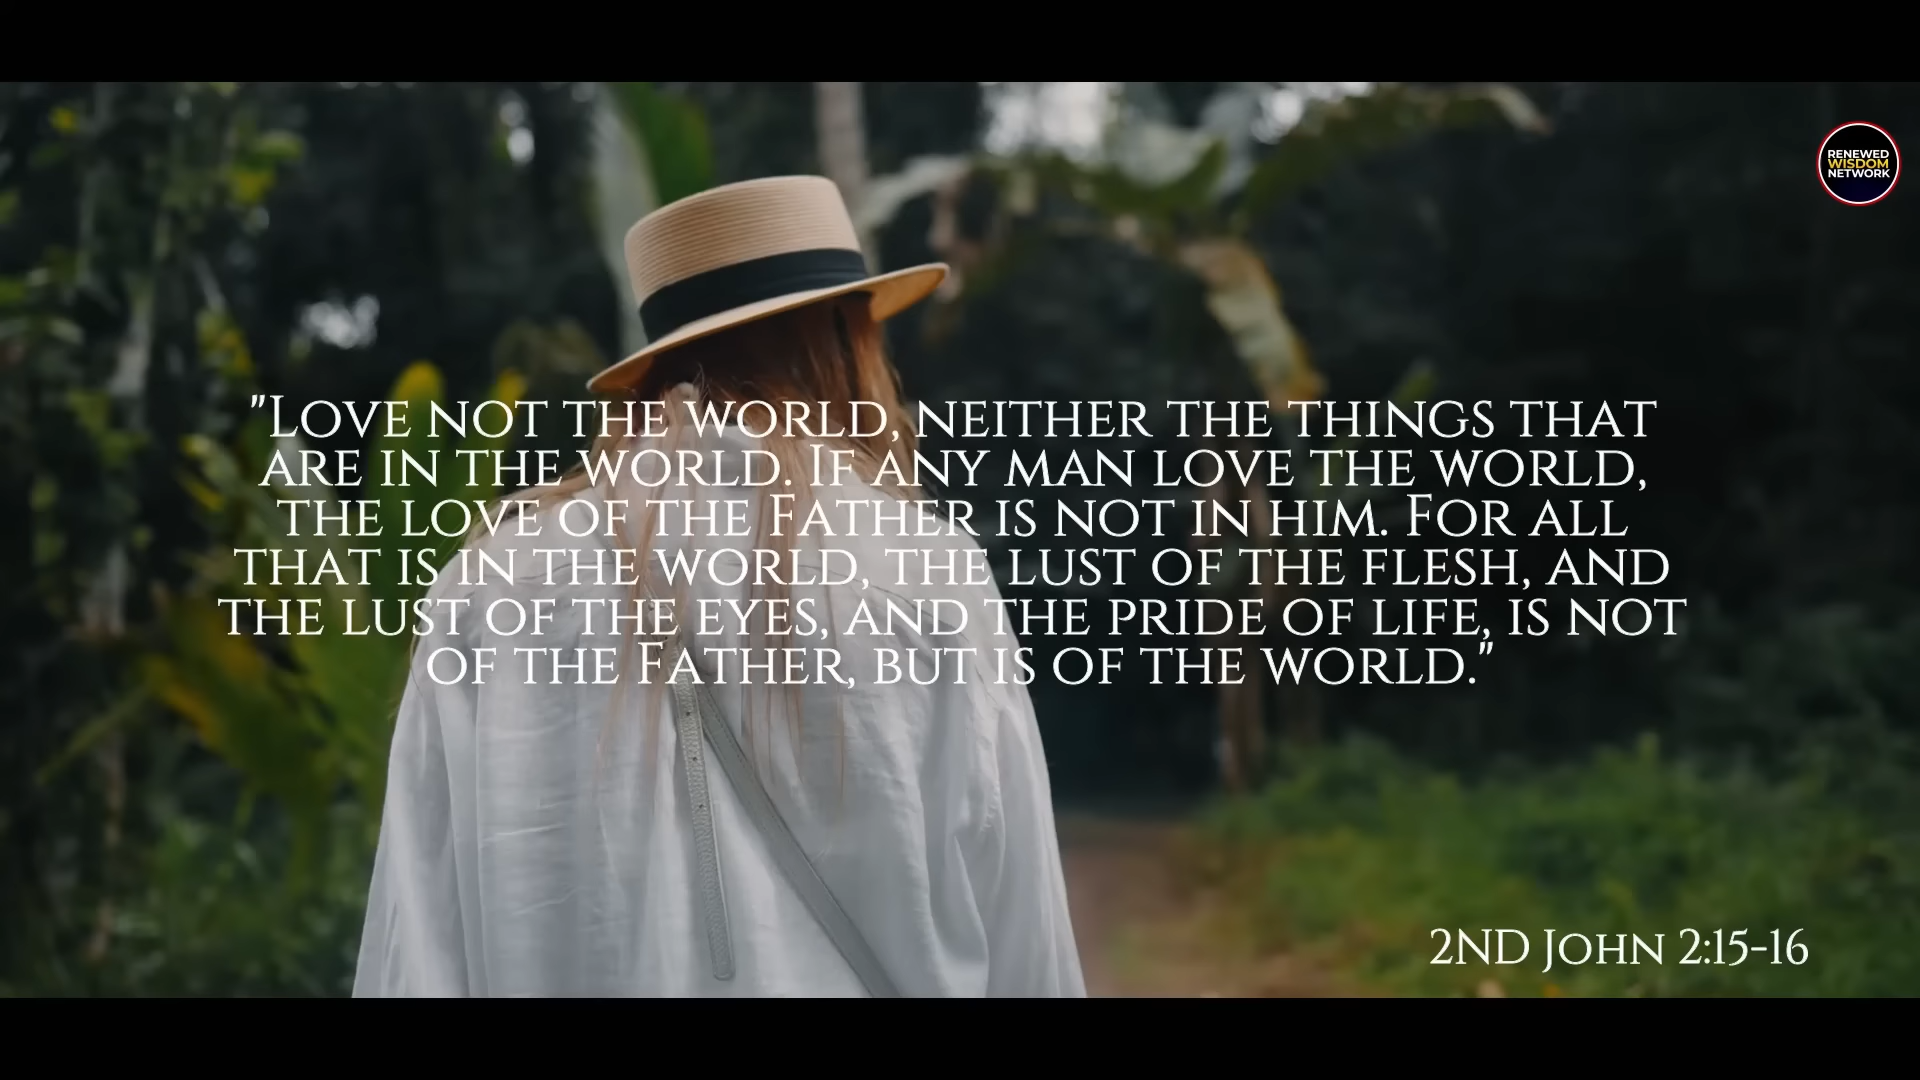 RENEWED
WISDOM
NETWORK
"Love not the world, neither the things that
are in the world. If any man love the world,
the love of the Father is not in him. For all
that is in the world, the lust of the flesh, and
the lust of the eyes, and the pride of life, is not
of the Father, but is of the world."
2ND John 2:15-16